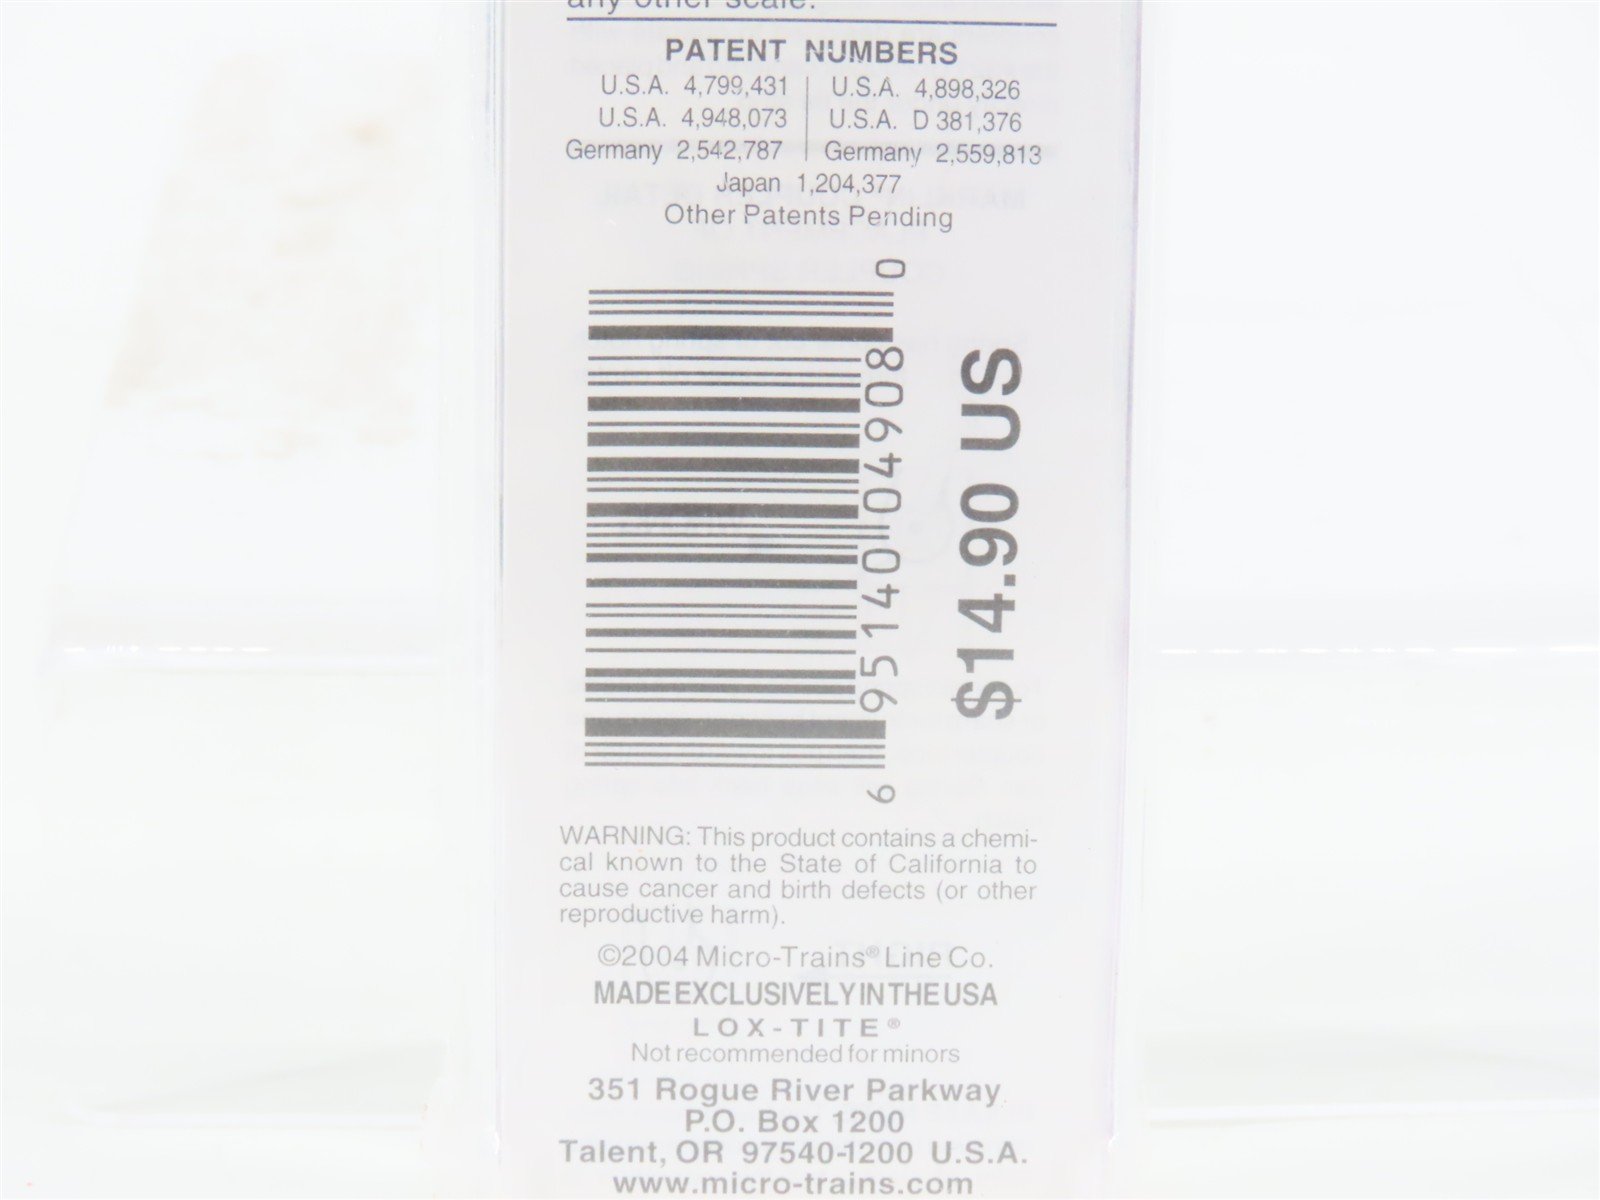 any other scale.
PATENT NUMBERS
U.S.A. 4,799,431 U.S.A. 4,898,326
U.S.A. 4,948,073 U.S.A. D 381,376
Germany 2,542,787 Germany 2,559,813
Japan 1,204,377
Other Patents Pending
6 95140 04908 0
$14.90 US
WARNING: This product contains a chemi-
cal known to the State of California to
cause cancer and birth defects (or other
reproductive harm).
©2004 Micro-Trains® Line Co.
MADE EXCLUSIVELY IN THE USA
LOX-TITE®
Not recommended for minors
351 Rogue River Parkway
P.O. Box 1200
Talent, OR 97540-1200 U.S.A.
www.micro-trains.com